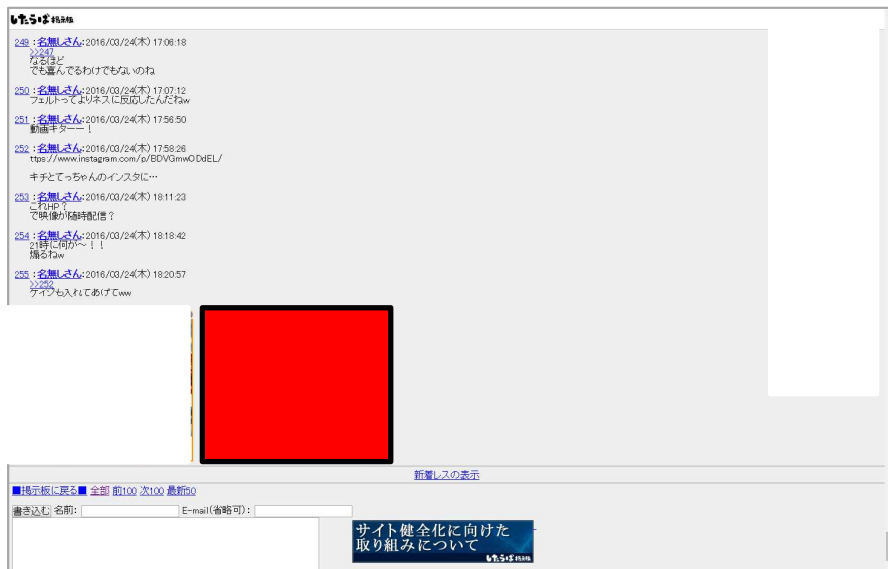 したらば掲示板
249 :名無しさん:2016/03/24(木) 17:06:18
>>247
なるほど
でも喜んでるわけでもないのね
250 :名無しさん:2016/03/24(木) 17:07:12
フェルトってよりネスに反応したんだねw
251 :名無しさん:2016/03/24(木) 17:56:50
動画キターー！
252 :名無しさん:2016/03/24(木) 17:58:26
ttps://www.instagram.com/p/BDVGmwODdEL/
キチとてっちゃんのインスタに…
253 :名無しさん:2016/03/24(木) 18:11:23
これHP？
で映像が随時配信？
254 :名無しさん:2016/03/24(木) 18:18:42
21時に何か～！！
煽るねw
255 :名無しさん:2016/03/24(木) 18:20:57
>>252
ケインも入れてあげてww
新着レスの表示
■掲示板に戻る■ 全部 前100 次100 最新50
書き込む 名前: E-mail(省略可):
サイト健全化に向けた
取り組みについて
したらば掲示板